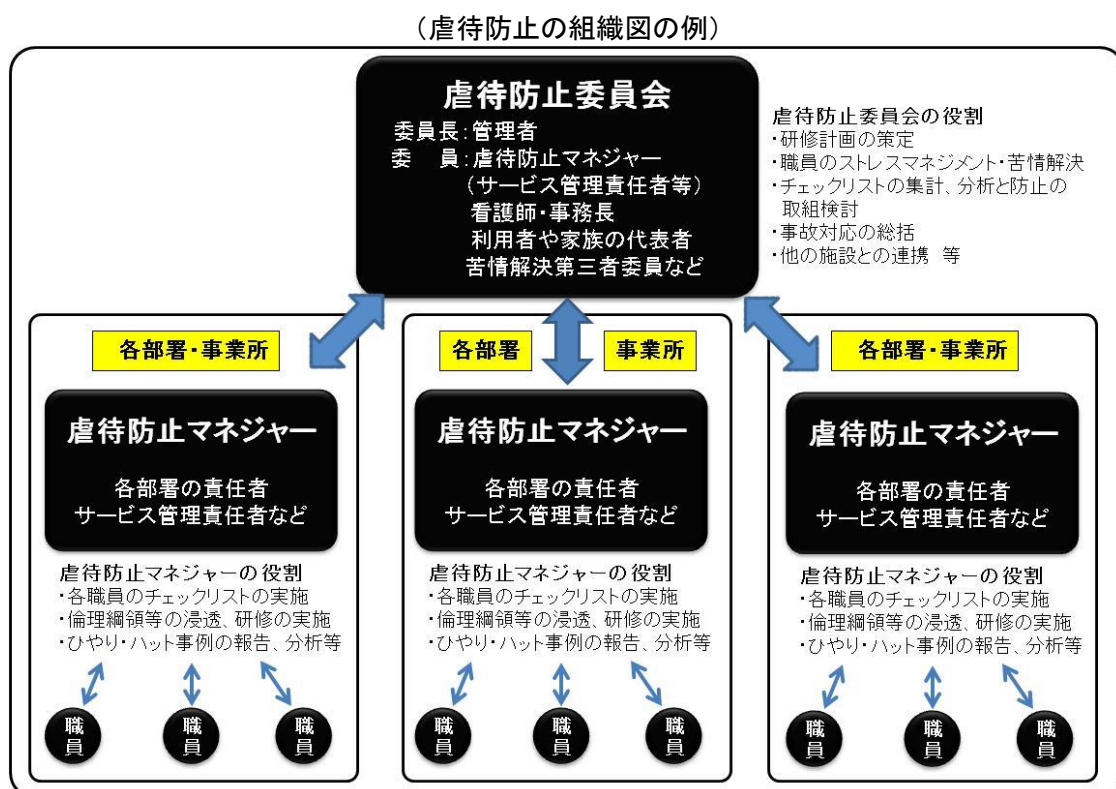 (虐待防止の組織図の例)
虐待防止委員会
委員長:管理者
委　員:虐待防止マネジャー
(サービス管理責任者等)
看護師・事務長
利用者や家族の代表者
苦情解決第三者委員など
虐待防止委員会の役割
・研修計画の策定
・職員のストレスマネジメント・苦情解決
・チェックリストの集計、分析と防止の
取組検討
・事故対応の総括
・他の施設との連携 等
各部署・事業所
虐待防止マネジャー
各部署の責任者
サービス管理責任者など
虐待防止マネジャーの役割
・各職員のチェックリストの実施
・倫理綱領等の浸透、研修の実施
・ひやり・ハット事例の報告、分析等
職員
職員
職員
各部署
事業所
虐待防止マネジャー
各部署の責任者
サービス管理責任者など
虐待防止マネジャーの役割
・各職員のチェックリストの実施
・倫理綱領等の浸透、研修の実施
・ひやり・ハット事例の報告、分析等
職員
職員
職員
各部署・事業所
虐待防止マネジャー
各部署の責任者
サービス管理責任者など
虐待防止マネジャーの役割
・各職員のチェックリストの実施
・倫理綱領等の浸透、研修の実施
・ひやり・ハット事例の報告、分析等
職員
職員
職員